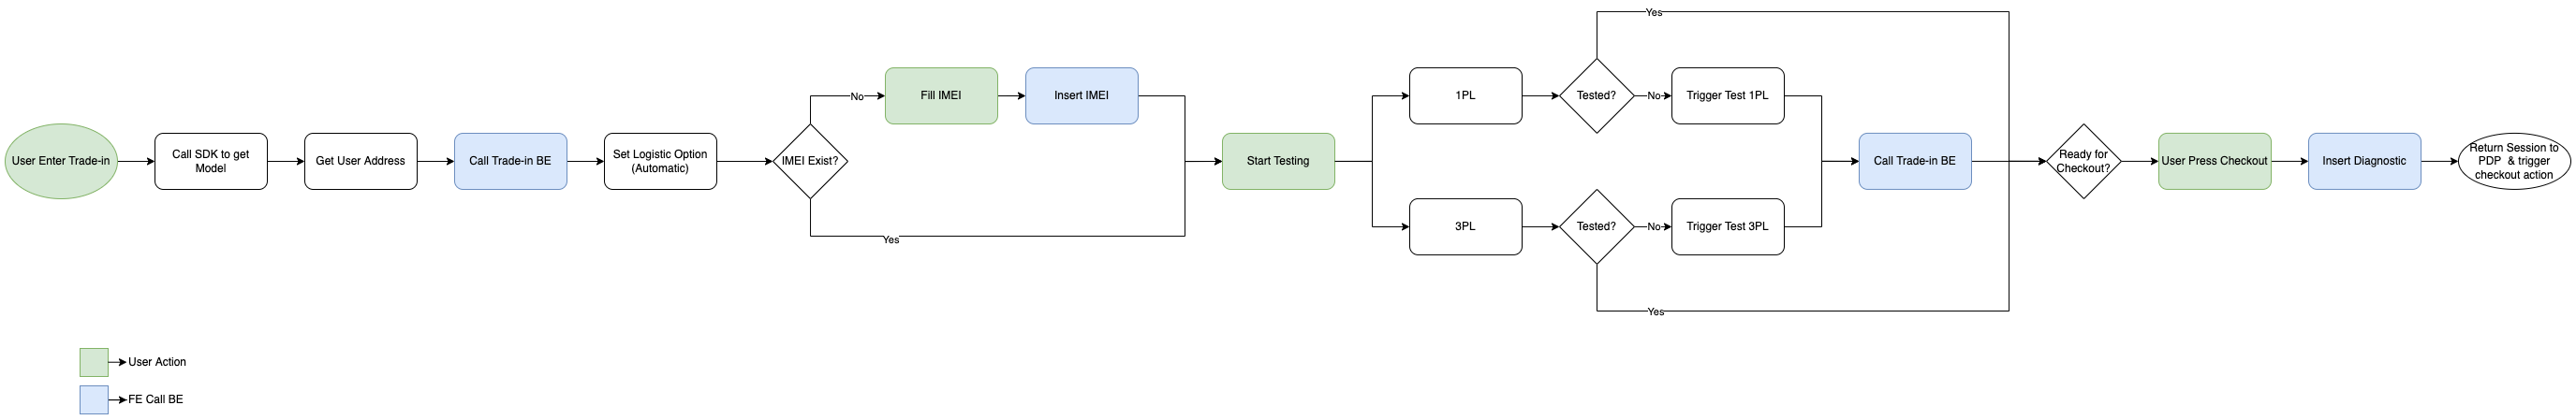 User Enter Trade-in
Call SDK to get
Model
Get User Address
Call Trade-in BE
Set Logistic Option
(Automatic)
IMEI Exist?
No
Fill IMEI
Insert IMEI
Yes
Start Testing
1PL
Tested?
Yes
No
Trigger Test 1PL
3PL
Tested?
No
Trigger Test 3PL
Yes
Call Trade-in BE
Ready for
Checkout?
User Press Checkout
Insert Diagnostic
Return Session to
PDP & trigger
checkout action
User Action
FE Call BE